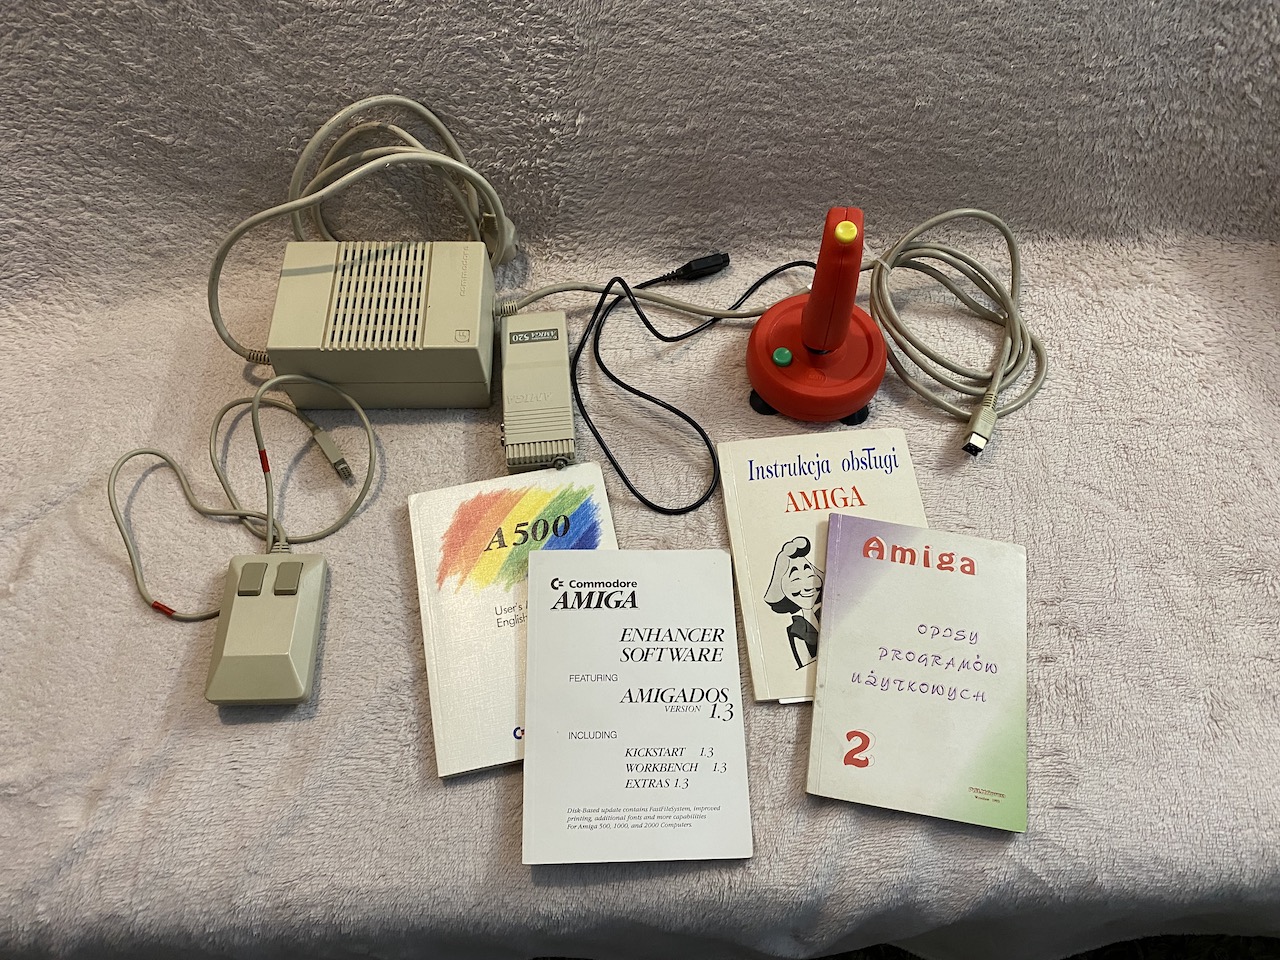 commodore
AMIGA 520
AMIGA
A500
User's
English
Commodore
AMIGA
ENHANCER
SOFTWARE
FEATURING
AMIGADOS
VERSION 1.3
INCLUDING
KICKSTART 1.3
WORKBENCH 1.3
EXTRAS 1.3
Disk-Based update contains FastFileSystem, improved
printing, additional fonts and more capabilities
For Amiga 500, 1000, and 2000 Computers.
Instrukcja obsługi
AMIGA
Amiga
OPISY
PROGRAMÓW
UŻYTKOWYCH
2